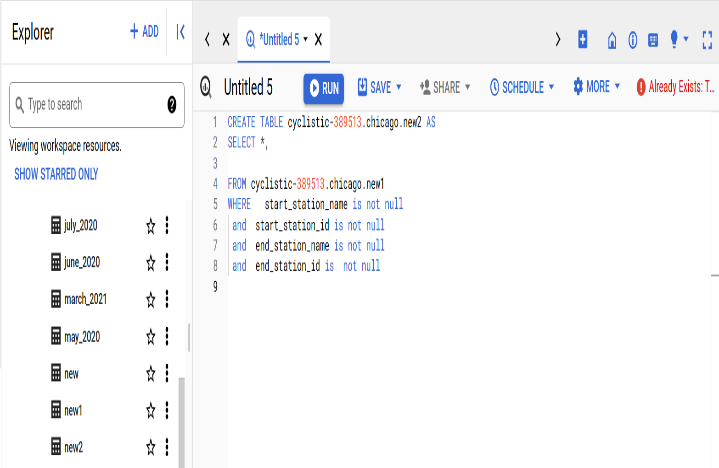 Explorer
+ ADD
*Untitled 5
Type to search
?
Viewing workspace resources.
SHOW STARRED ONLY
july_2020
june_2020
march_2021
may_2020
new
new1
new2
Untitled 5
RUN
SAVE
SHARE
SCHEDULE
MORE
Already Exists: T...
1 CREATE TABLE cyclistic-389513.chicago.new2 AS
2 SELECT *,
3
4 FROM cyclistic-389513.chicago.new1
5 WHERE start_station_name is not null
6 and start_station_id is not null
7 and end_station_name is not null
8 and end_station_id is not null
9